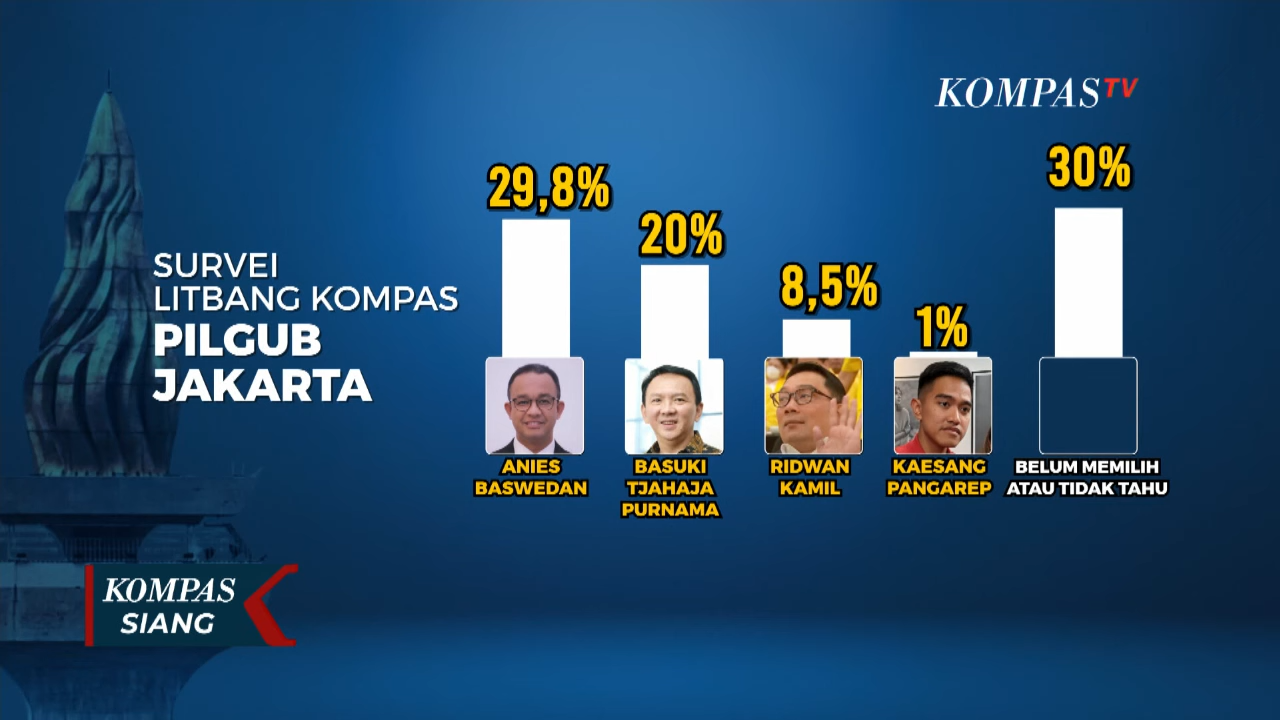 KOMPASTV
SURVEI
LITBANG KOMPAS
PILGUB
JAKARTA
29,8%
20%
8,5%
1%
30%
ANIES
BASWEDAN
BASUKI
TJAHAJA
PURNAMA
RIDWAN
KAMIL
KAESANG
PANGAREP
BELUM MEMILIH
ATAU TIDAK TAHU
KOMPAS
SIANG